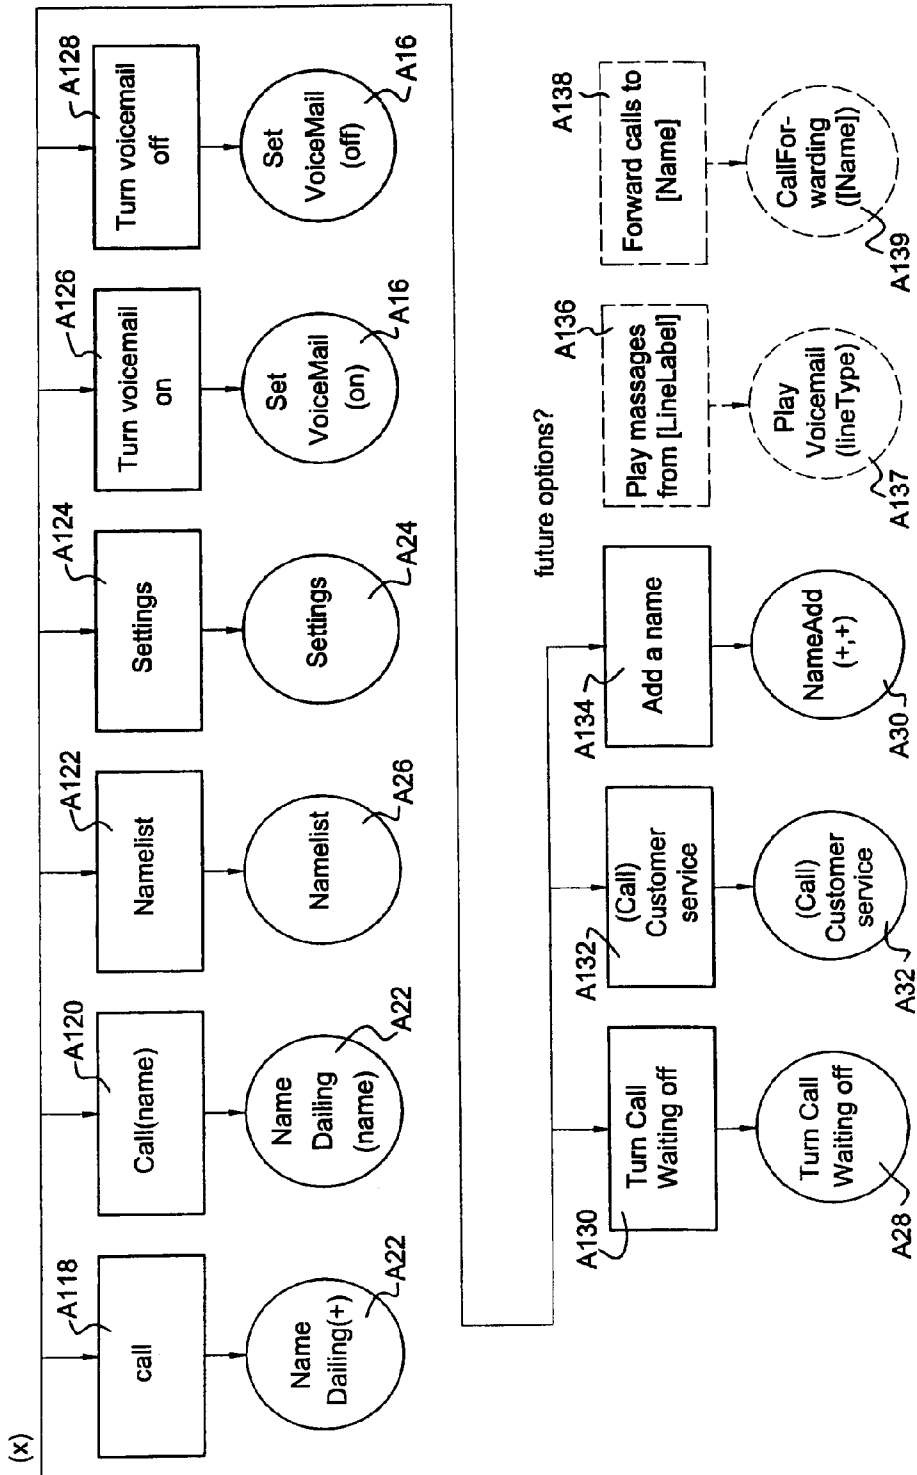 (x)
A118
call
Name
Dailing(+)
A22
A120
Call(name)
Name
Dailing
(name)
A22
A122
Namelist
Namelist
A26
A124
Settings
Settings
A24
A126
Turn voicemail
on
Set
VoiceMail
(on)
A16
A128
Turn voicemail
off
Set
VoiceMail
(off)
A16
A130
Turn Call
Waiting off
Turn Call
Waiting off
A28
A132
(Call)
Customer
service
(Call)
Customer
service
A32
A134
Add a name
NameAdd
(+,+)
A30
future options?
A136
Play massages
from [LineLabel]
Play
Voicemail
(lineType)
A137
A138
Forward calls to
[Name]
CallFor-
warding
([Name])
A139